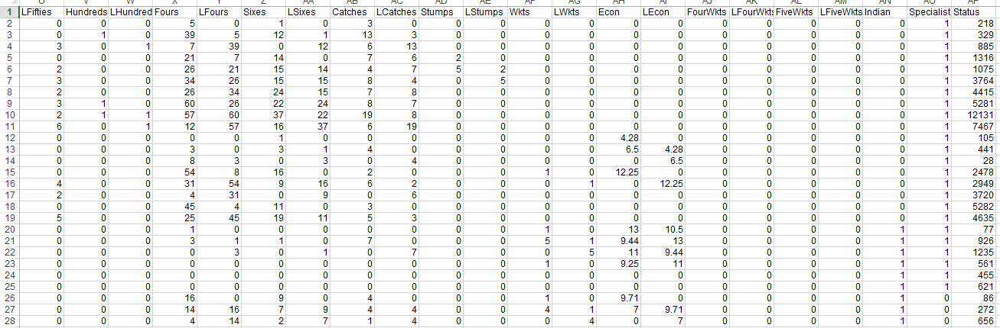 1 LFifties Hundreds LHundred Fours LFours Sixes LSixes Catches LCatches Stumps LStumps Wkts LWkts Econ LEcon FourWkts LFourWkts FiveWkts LFiveWkts Indian Specialist Status
2 0 0 0 5 0 1 0 3 0 0 0 0 0 0 0 0 0 0 0 0 1 218
3 0 1 0 39 5 12 1 13 3 0 0 0 0 0 0 0 0 0 0 0 1 329
4 3 0 1 7 39 0 12 6 13 0 0 0 0 0 0 0 0 0 0 0 1 885
5 0 0 0 21 7 14 0 7 6 2 0 0 0 0 0 0 0 0 0 0 1 1316
6 2 0 0 26 21 15 14 4 7 5 2 0 0 0 0 0 0 0 0 0 1 1075
7 3 0 0 34 26 15 15 8 4 0 5 0 0 0 0 0 0 0 0 0 1 3764
8 2 0 0 26 34 24 15 7 8 0 0 0 0 0 0 0 0 0 0 0 1 4415
9 3 1 0 60 26 22 24 8 7 0 0 0 0 0 0 0 0 0 0 0 1 5281
10 2 1 1 57 60 37 22 19 8 0 0 0 0 0 0 0 0 0 0 0 1 12131
11 6 0 1 12 57 16 37 6 19 0 0 0 0 0 0 0 0 0 0 0 1 7467
12 0 0 0 0 0 1 0 0 0 0 0 0 0 4.28 0 0 0 0 0 0 1 105
13 0 0 0 3 0 3 1 4 0 0 0 0 0 6.5 4.28 0 0 0 0 0 1 441
14 0 0 0 8 3 0 3 0 4 0 0 0 0 0 6.5 0 0 0 0 0 1 28
15 0 0 0 54 8 16 0 2 0 0 0 1 0 12.25 0 0 0 0 0 0 1 2478
16 4 0 0 31 54 9 16 6 2 0 0 0 1 0 12.25 0 0 0 0 0 1 2949
17 2 0 0 4 31 0 9 0 6 0 0 0 0 0 0 0 0 0 0 0 1 3720
18 0 0 0 45 4 11 0 3 0 0 0 0 0 0 0 0 0 0 0 0 1 5282
19 5 0 0 25 45 19 11 5 3 0 0 0 0 0 0 0 0 0 0 0 1 4635
20 0 0 0 1 0 0 0 0 0 0 0 1 0 13 10.5 0 0 0 0 1 1 77
21 0 0 0 3 1 1 0 7 0 0 0 5 1 9.44 13 0 0 0 0 1 1 926
22 0 0 0 0 3 0 1 0 7 0 0 0 5 11 9.44 0 0 0 0 1 1 1235
23 0 0 0 0 0 0 0 0 0 0 0 1 0 9.25 11 0 0 0 0 1 1 561
24 0 0 0 0 0 0 0 0 0 0 0 0 0 0 0 0 0 0 0 1 1 455
25 0 0 0 0 0 0 0 0 0 0 0 0 0 0 0 0 0 0 0 1 1 621
26 0 0 0 16 0 9 0 4 0 0 0 1 0 9.71 0 0 0 0 0 1 0 86
27 0 0 0 14 16 7 9 4 4 0 0 4 1 7 9.71 0 0 0 0 1 0 272
28 0 0 0 4 14 2 7 1 4 0 0 0 4 0 7 0 0 0 0 1 0 656